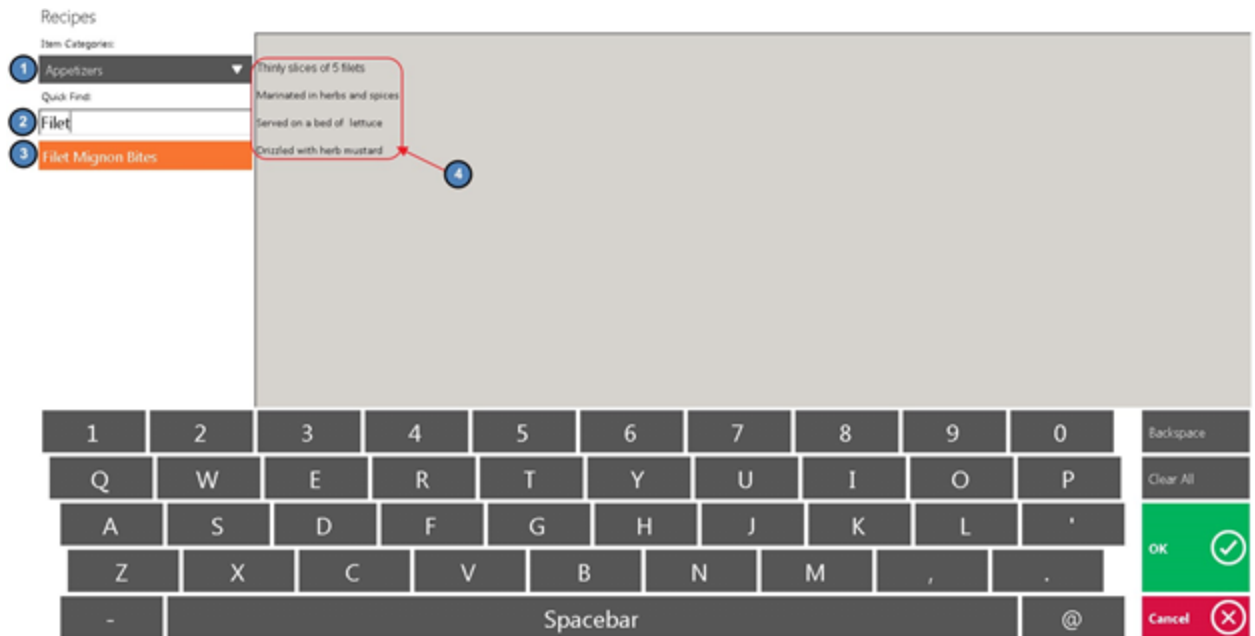 Recipes
Item Categories:
1 Appetizers
Quick Find:
2 Filet
3 Filet Mignon Bites
Thinly slices of 5 filets
Marinated in herbs and spices
Served on a bed of lettuce
Drizzled with herb mustard
4
1 2 3 4 5 6 7 8 9 0 Backspace
Q W E R T Y U I O P Clear All
A S D F G H J K L '
OK
Z X C V B N M , .
- Spacebar @ Cancel